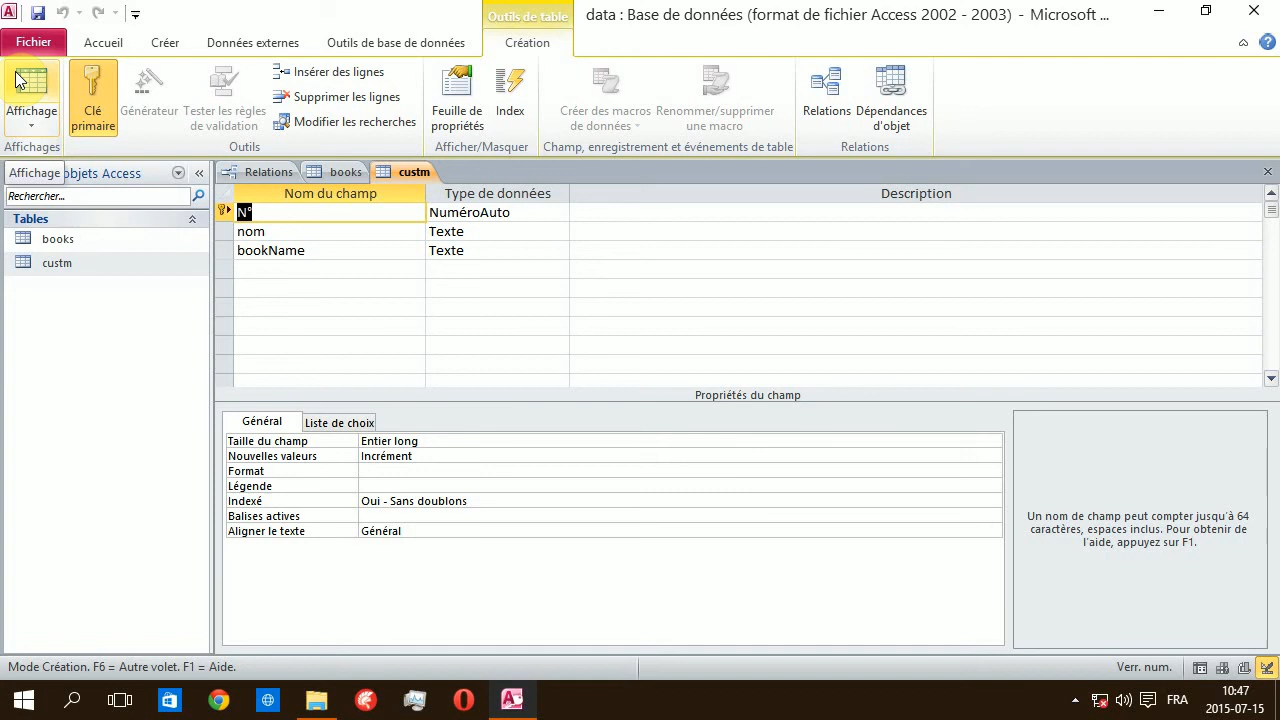 Outils de table
data : Base de données (format de fichier Access 2002 - 2003) - Microsoft ...
Fichier
Accueil
Créer
Données externes
Outils de base de données
Création
Affichage
Clé primaire
Générateur
Tester les règles de validation
Insérer des lignes
Supprimer les lignes
Modifier les recherches
Feuille de propriétés
Index
Créer des macros de données
Renommer/supprimer une macro
Relations
Dépendances d'objet
Affichages
Outils
Afficher/Masquer
Champ, enregistrement et événements de table
Relations
Affichage
objets Access
Rechercher...
Tables
books
custm
Relations
books
custm
Nom du champ
Type de données
Description
N°
NuméroAuto
nom
Texte
bookName
Texte
Propriétés du champ
Général
Liste de choix
Taille du champ
Entier long
Nouvelles valeurs
Incrément
Format
Légende
Indexé
Oui - Sans doublons
Balises actives
Aligner le texte
Général
Un nom de champ peut compter jusqu'à 64
caractères, espaces inclus. Pour obtenir de
l'aide, appuyez sur F1.
Mode Création. F6 = Autre volet. F1 = Aide.
Verr. num.
FRA
10:47
2015-07-15